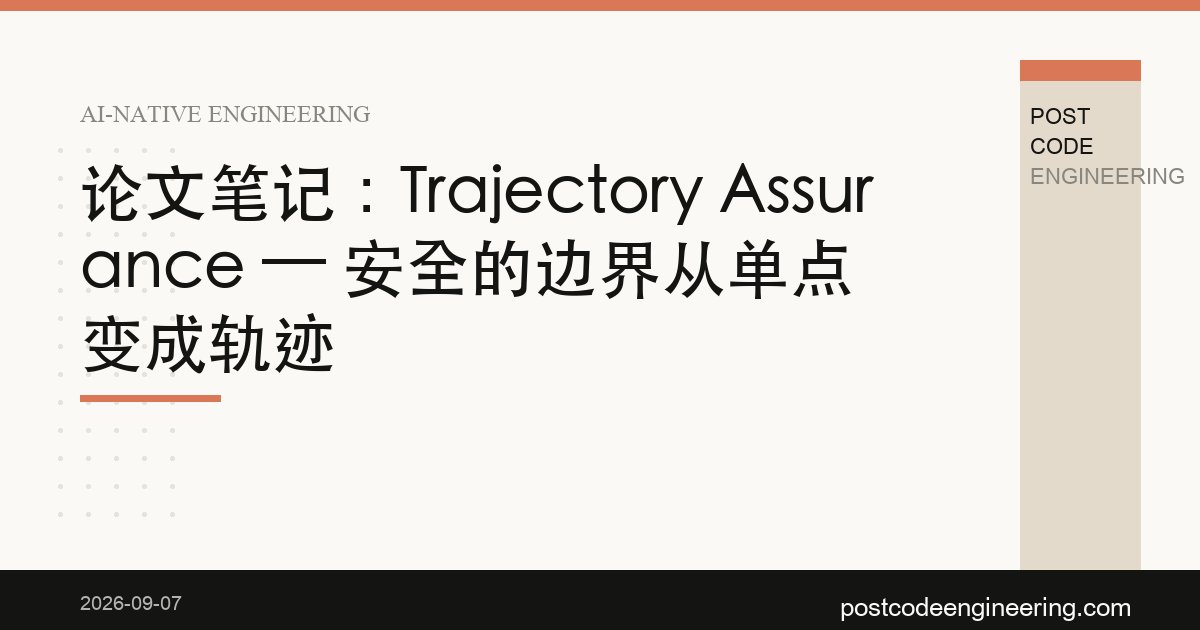 AI-NATIVE ENGINEERING
论文笔记：Trajectory Assur
ance — 安全的边界从单点
变成轨迹
POST
CODE
ENGINEERING
2026-09-07
postcodeengineering.com